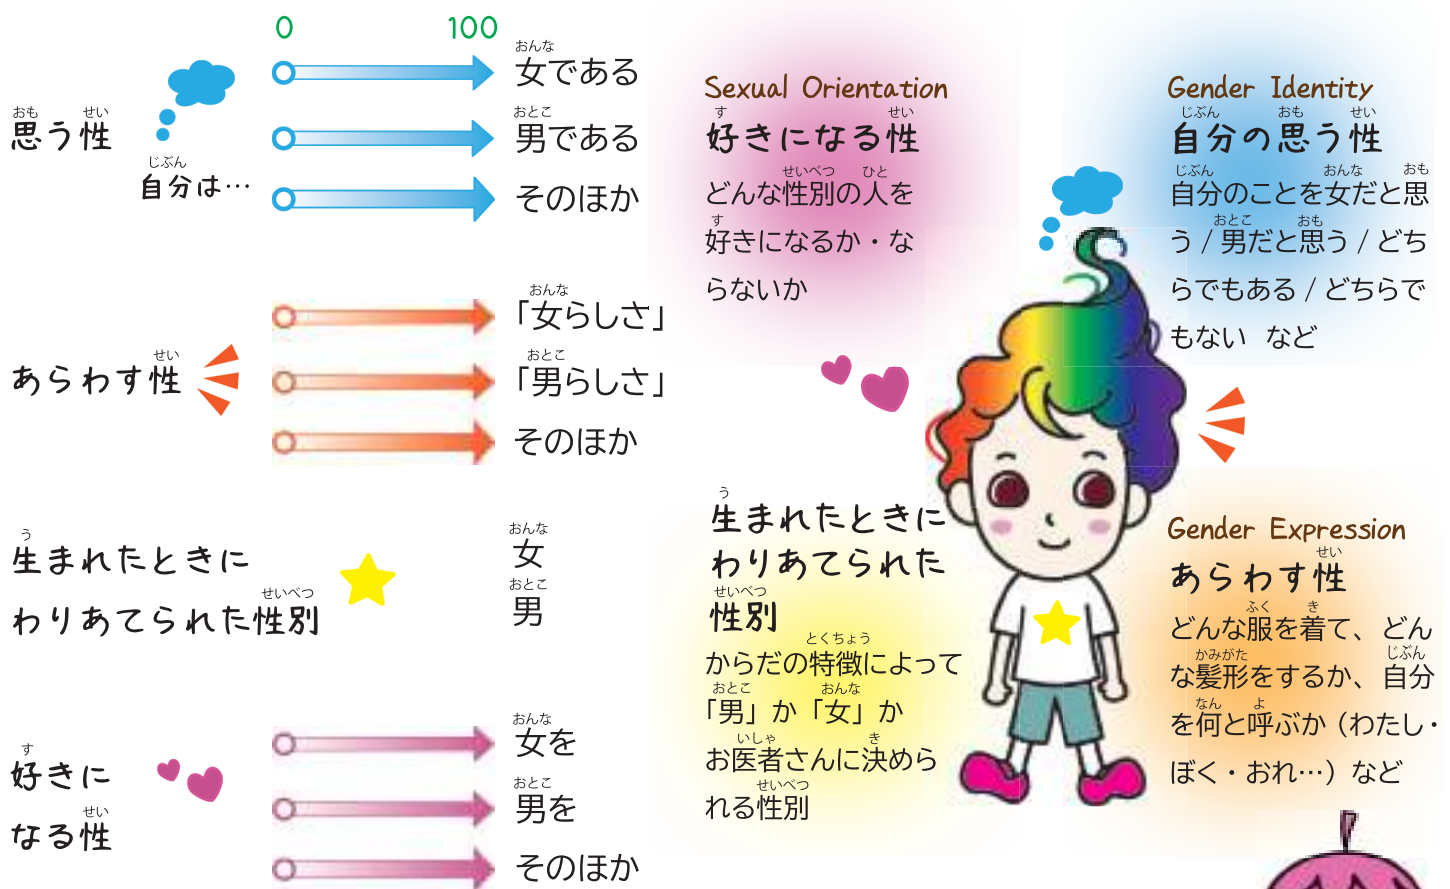 0 100
おんな
女である
おも せい
思う性
おとこ
男である
じぶん
自分は…
そのほか
おんな
「女らしさ」
せい
あらわす性
おとこ
「男らしさ」
そのほか
う
生まれたときに
せいべつ
わりあてられた性別
おんな
女
おとこ
男
す
好きに
せい
なる性
おんな
女を
おとこ
男を
そのほか
Sexual Orientation
す せい
好きになる性
せいべつ ひと
どんな性別の人を
す
好きになるか・な
らないか
Gender Identity
じぶん おも せい
自分の思う性
じぶん おんな おも
自分のことを女だと思
おとこ おも
う / 男だと思う / どち
らでもある / どちらで
もない など
う
生まれたときに
わりあてられた
せいべつ
性別
とくちょう
からだの特徴によって
おとこ おんな
「男」か「女」か
いしゃ き
お医者さんに決めら
せいべつ
れる性別
Gender Expression
せい
あらわす性
ふく き
どんな服を着て、どん
かみがた じぶん
な髪形をするか、自分
なん よ
を何と呼ぶか（わたし・
ぼく・おれ…）など